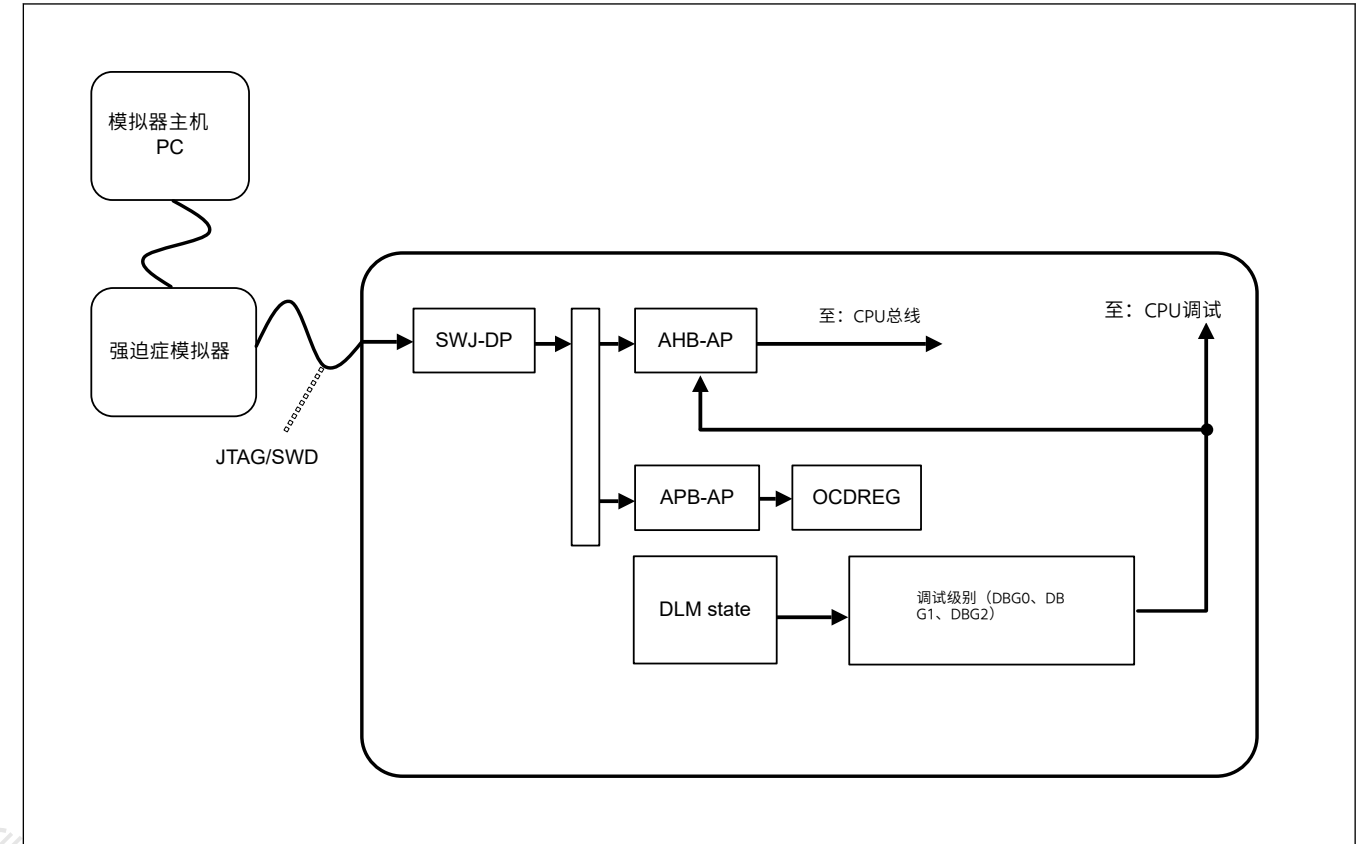 模拟器主机
PC
强迫症模拟器
JTAG/SWD
SWJ-DP
AHB-AP
至：CPU总线
至：CPU调试
APB-AP
OCDREG
DLM state
调试级别（DBG0、DB
G1、DBG2）